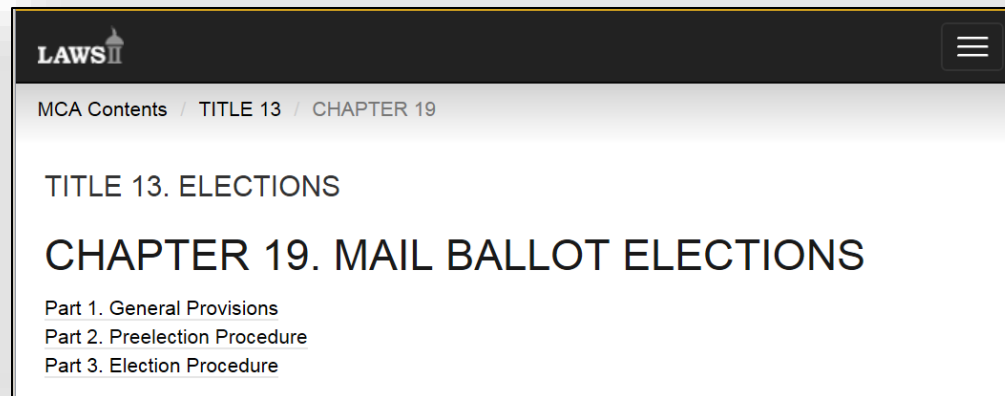 LAWS
MCA Contents / TITLE 13 / CHAPTER 19
TITLE 13. ELECTIONS
CHAPTER 19. MAIL BALLOT ELECTIONS
Part 1. General Provisions
Part 2. Preelection Procedure
Part 3. Election Procedure